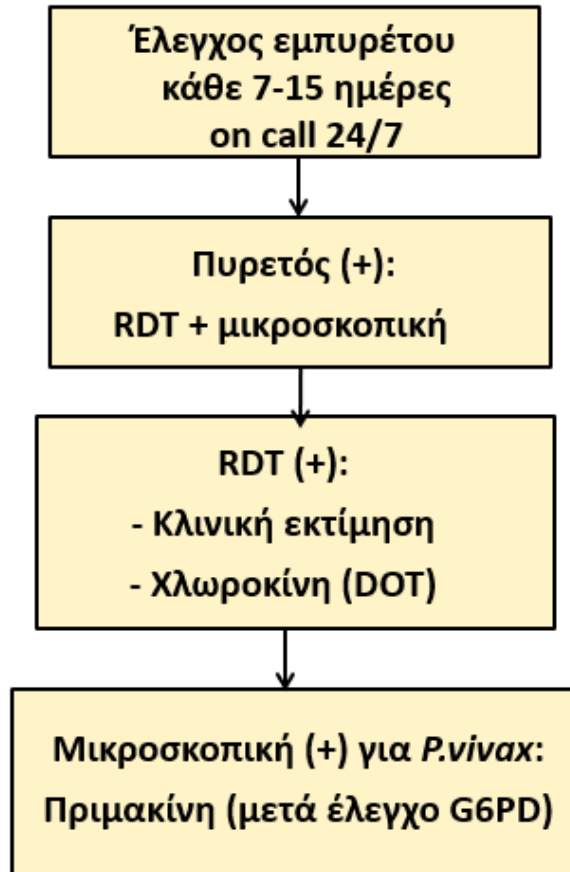 Έλεγχος εμπυρέτου
κάθε 7-15 ημέρες
on call 24/7
Πυρετός (+):
RDT + μικροσκοπική
RDT (+):
- Κλινική εκτίμηση
- Χλωροκίνη (DOT)
Μικροσκοπική (+) για P.vivax:
Πριμακίνη (μετά έλεγχο G6PD)